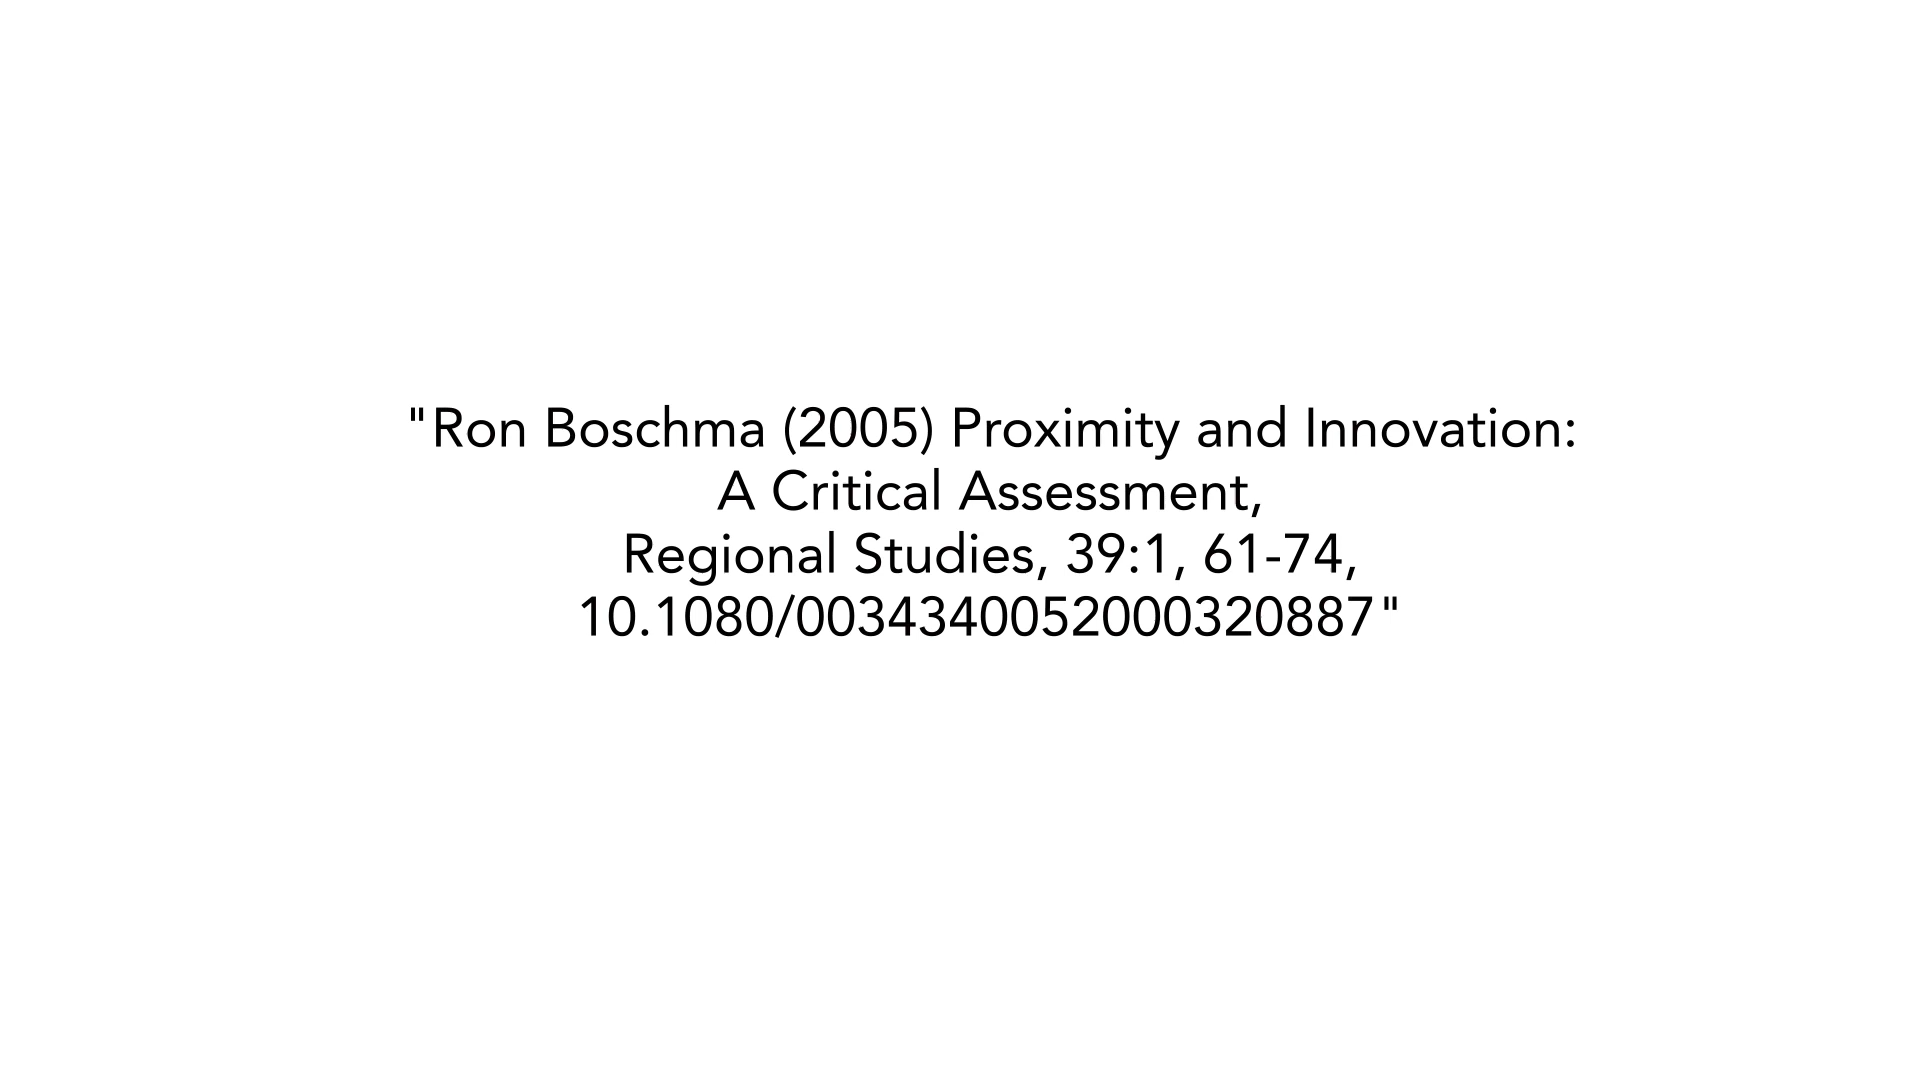 "Ron Boschma (2005) Proximity and Innovation:
A Critical Assessment,
Regional Studies, 39:1, 61-74,
10.1080/0034340052000320887"